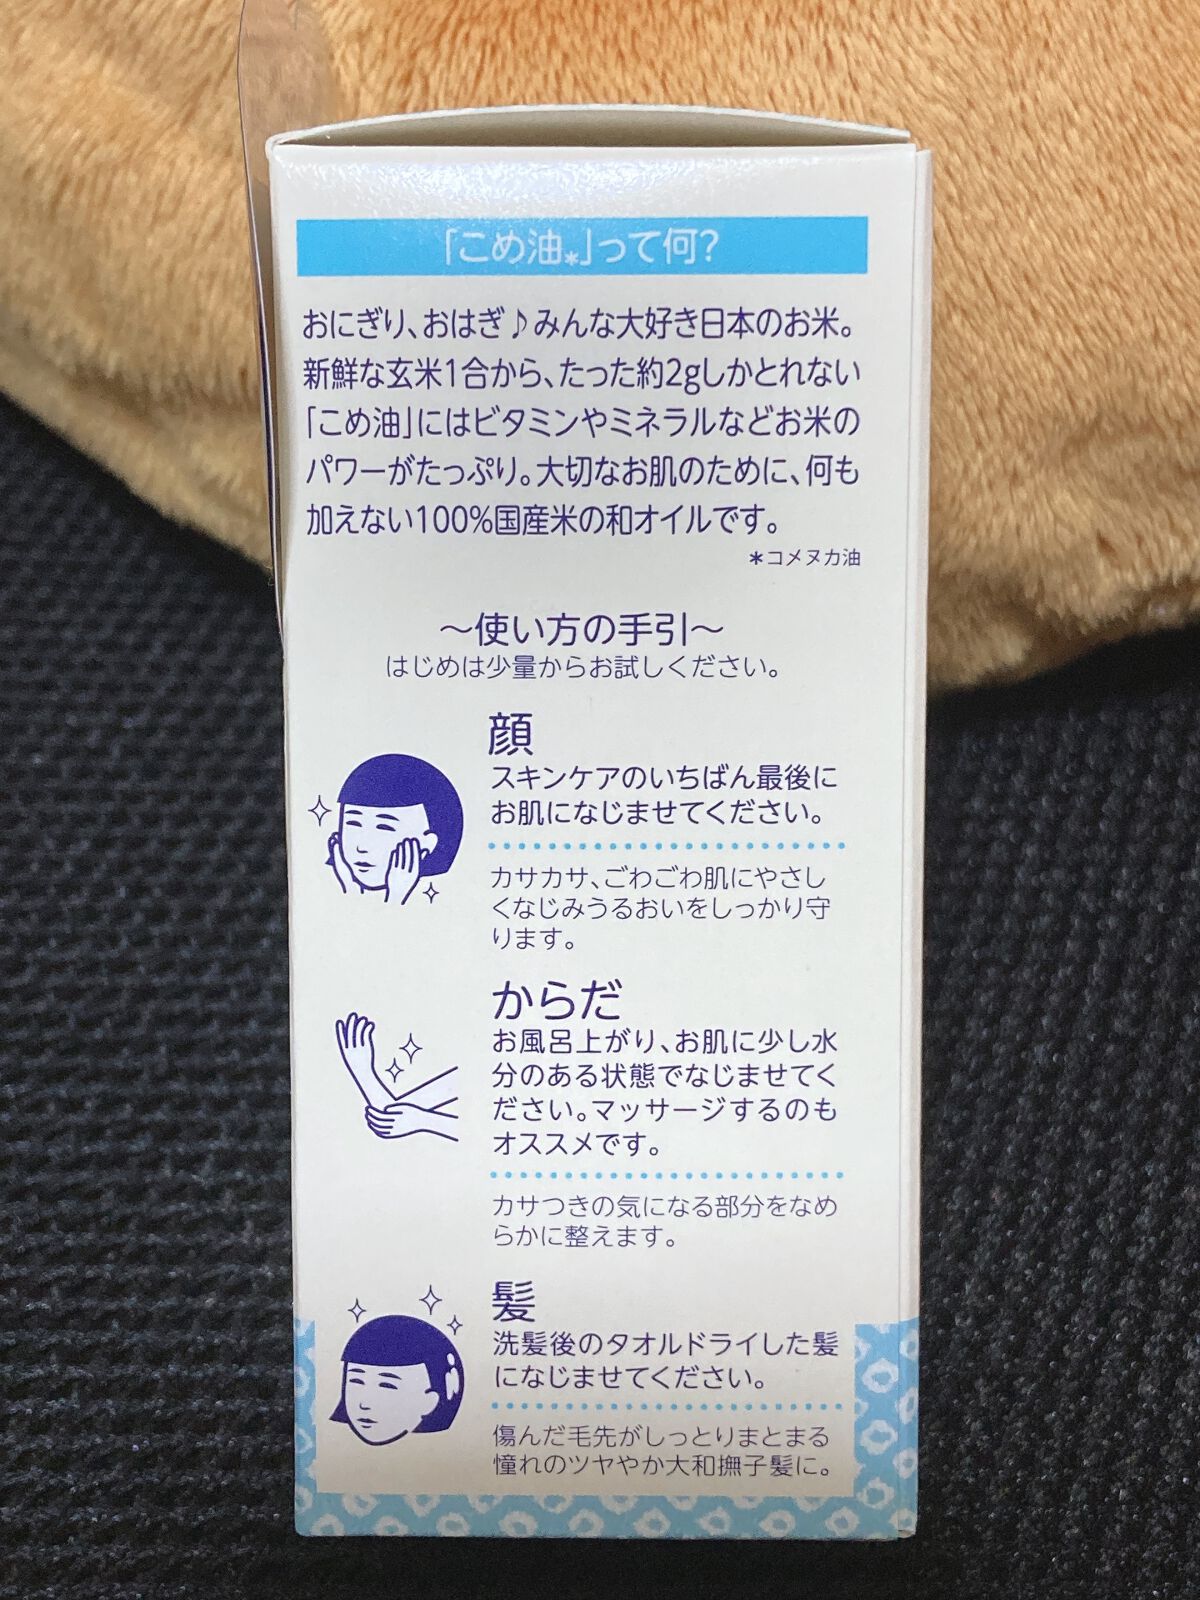 「こめ油*」って何?
おにぎり、おはぎ♪みんな大好き日本のお米。
新鮮な玄米1合から、たった約2gしかとれない
「こめ油」にはビタミンやミネラルなどお米の
パワーがたっぷり。大切なお肌のために、何も
加えない100%国産米の和オイルです。
*コメヌカ油
〜使い方の手引〜
はじめは少量からお試しください。
顔
スキンケアのいちばん最後に
お肌になじませてください。
カサカサ、ごわごわ肌にやさし
くなじみうるおいをしっかり守
ります。
からだ
お風呂上がり、お肌に少し水
分のある状態でなじませてく
ださい。マッサージするのも
オススメです。
カサつきの気になる部分をなめ
らかに整えます。
髪
洗髪後のタオルドライした髪
になじませてください。
傷んだ毛先がしっとりまとまる
憧れのツヤやか大和撫子髪に。